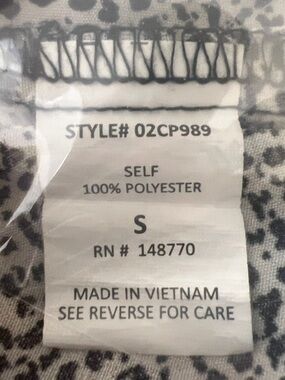 STYLE# 02CP989
SELF
100% POLYESTER
S
RN # 148770
MADE IN VIETNAM
SEE REVERSE FOR CARE